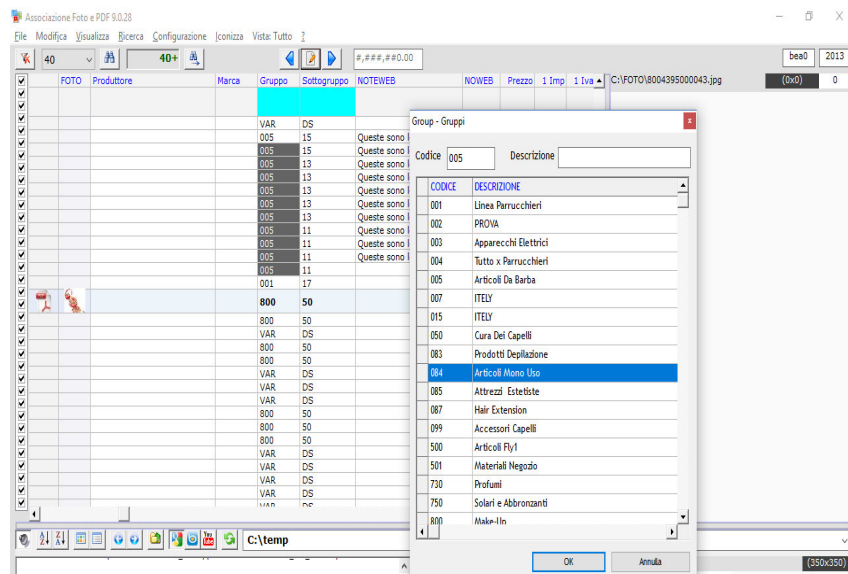 Associazione Foto e PDF 9.0.28
File Modifica Visualizza Ricerca Configurazione Iconizza Vista: Tutto ?
40 40+ #,###,##0.00 bea0 2013
FOTO Produttore Marca Gruppo Sottogruppo NOTEWEB NOWEB Prezzo 1 Imp 1 Iva C:\FOTO\8004395000043.jpg (0x0) 0
VAR DS
005 15 Queste sono
005 15 Queste sono
005 13 Queste sono
005 13 Queste sono
005 13 Queste sono
005 13 Queste sono
005 13 Queste sono
005 11 Queste sono
005 11 Queste sono
005 11 Queste sono
005 11
001 17
800 50
800 50
VAR DS
800 50
800 50
VAR DS
VAR DS
VAR DS
800 50
800 50
800 50
VAR DS
VAR DS
VAR DS
VAR DS
VAR DS
Group - Gruppi x
Codice 005 Descrizione
CODICE DESCRIZIONE
001 Linea Parrucchieri
002 PROVA
003 Apparecchi Elettrici
004 Tutto x Parrucchieri
005 Articoli Da Barba
007 ITELY
015 ITELY
050 Cura Dei Capelli
083 Prodotti Depilazione
084 Articoli Mono Uso
085 Attrezzi Estetiste
087 Hair Extension
099 Accessori Capelli
500 Articoli Fly1
501 Materiali Negozio
730 Profumi
750 Solari e Abbronzanti
800 Make-Up
OK Annulla
You Tube C:\temp
(350x350)